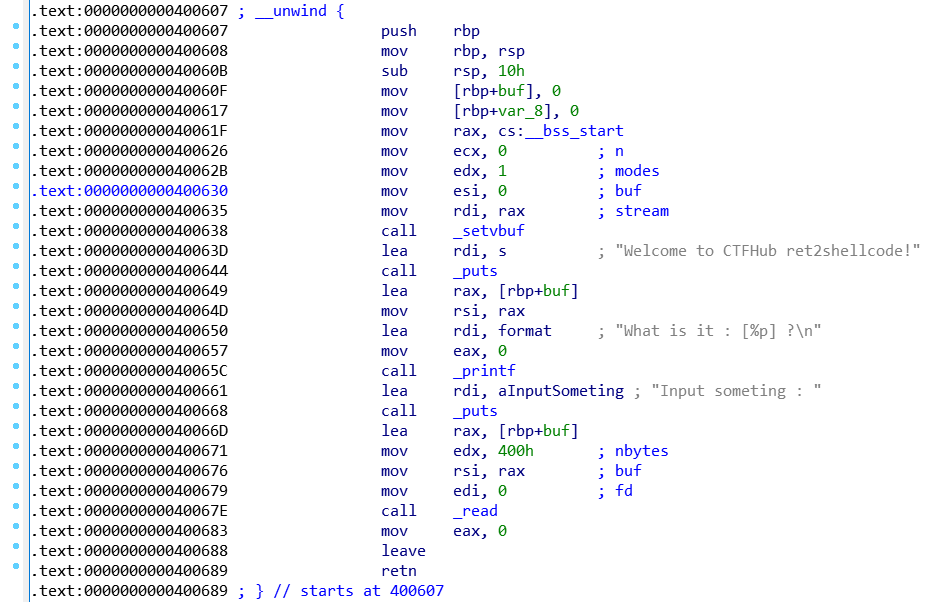 .text:0000000000400607 ; __unwind {
.text:0000000000400607 push rbp
.text:0000000000400608 mov rbp, rsp
.text:000000000040060B sub rsp, 10h
.text:000000000040060F mov [rbp+buf], 0
.text:0000000000400617 mov [rbp+var_8], 0
.text:000000000040061F mov rax, cs:__bss_start
.text:0000000000400626 mov ecx, 0 ; n
.text:000000000040062B mov edx, 1 ; modes
.text:0000000000400630 mov esi, 0 ; buf
.text:0000000000400635 mov rdi, rax ; stream
.text:0000000000400638 call _setvbuf
.text:000000000040063D lea rdi, s ; "Welcome to CTFHub ret2shellcode!"
.text:0000000000400644 call _puts
.text:0000000000400649 lea rax, [rbp+buf]
.text:000000000040064D mov rsi, rax
.text:0000000000400650 lea rdi, format ; "What is it : [%p] ?\n"
.text:0000000000400657 mov eax, 0
.text:000000000040065C call _printf
.text:0000000000400661 lea rdi, aInputSometing ; "Input someting : "
.text:0000000000400668 call _puts
.text:000000000040066D lea rax, [rbp+buf]
.text:0000000000400671 mov edx, 400h ; nbytes
.text:0000000000400676 mov rsi, rax ; buf
.text:0000000000400679 mov edi, 0 ; fd
.text:000000000040067E call _read
.text:0000000000400683 mov eax, 0
.text:0000000000400688 leave
.text:0000000000400689 retn
.text:0000000000400689 ; } // starts at 400607